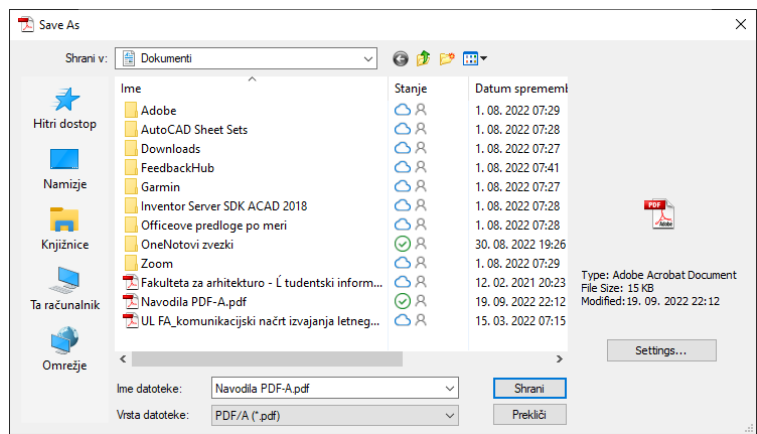 Save As
Shrani v: Dokumenti
Ime Stanje Datum sprememb
Hitri dostop
Namizje
Knjižnice
Ta računalnik
Omrežje
Adobe 1. 08. 2022 07:29
AutoCAD Sheet Sets 1. 08. 2022 07:28
Downloads 1. 08. 2022 07:27
FeedbackHub 1. 08. 2022 07:41
Garmin 1. 08. 2022 07:27
Inventor Server SDK ACAD 2018 1. 08. 2022 07:28
Officeove predloge po meri 1. 08. 2022 07:28
OneNotovi zvezki 30. 08. 2022 19:26
Zoom 1. 08. 2022 07:29
Fakulteta za arhitekturo - Ĺ tudentski inform... 12. 02. 2021 20:23
Navodila PDF-A.pdf 19. 09. 2022 22:12
UL FA_komunikacijski načrt izvajanja letneg... 15. 03. 2022 07:15
PDF
Adobe
Type: Adobe Acrobat Document
File Size: 15 KB
Modified: 19. 09. 2022 22:12
Settings...
Ime datoteke: Navodila PDF-A.pdf Shrani
Vrsta datoteke: PDF/A (*.pdf) Prekliči